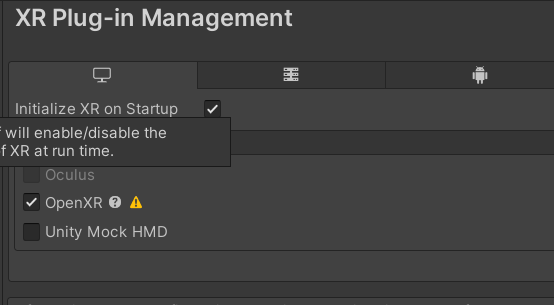 XR Plug-in Management
Initialize XR on Startup
will enable/disable the
of XR at run time.
Oculus
OpenXR
Unity Mock HMD